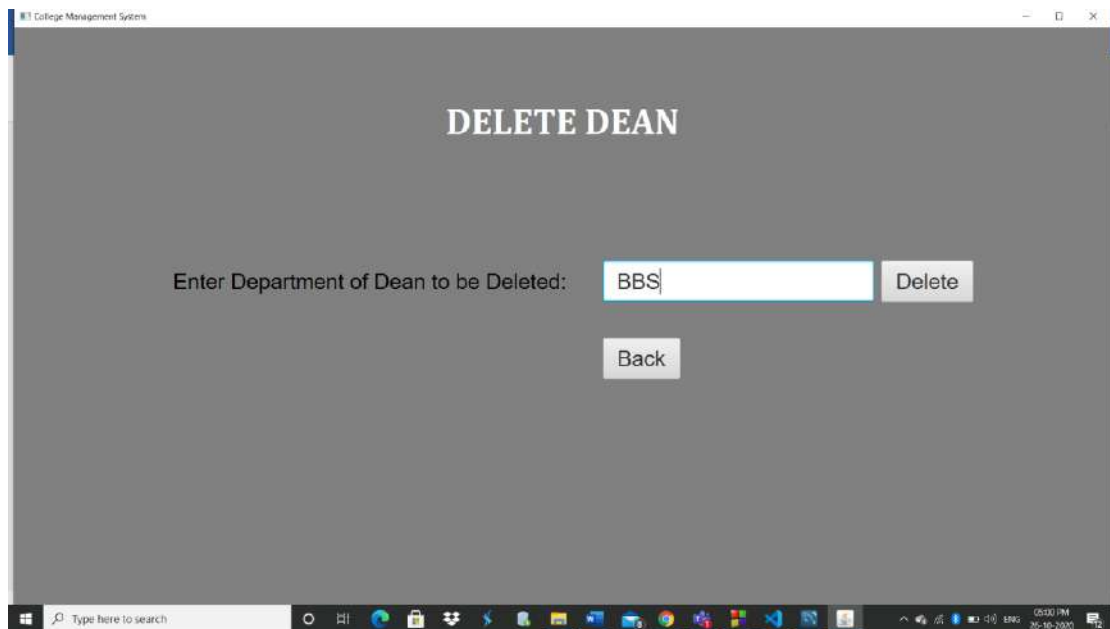 College Management System
DELETE DEAN
Enter Department of Dean to be Deleted: BBS Delete
Back
Type here to search
ENG
05:00 PM
26-10-2020